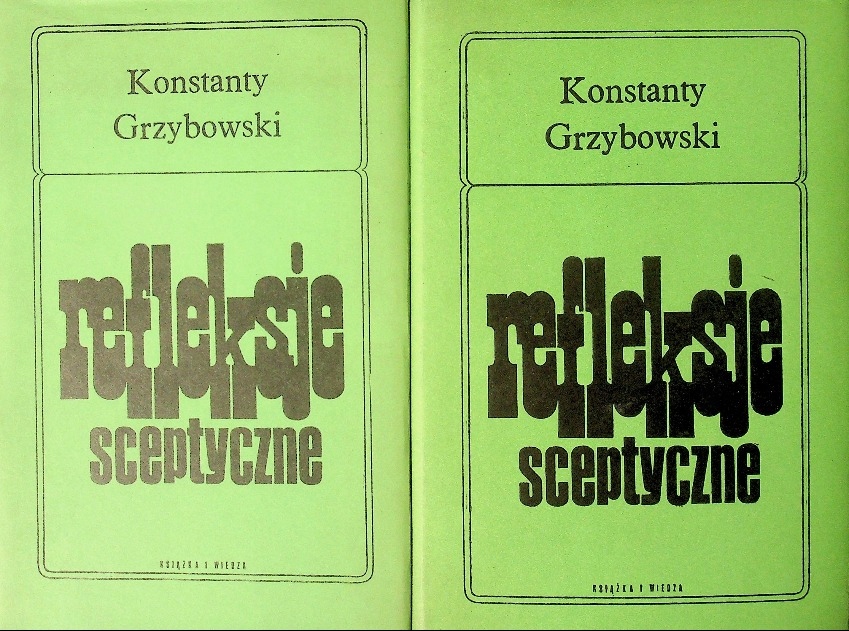 Konstanty
Grzybowski
refleksje
sceptyczne
KSIĄŻKA I WIEDZA
Konstanty
Grzybowski
refleksje
sceptyczne
KSIĄŻKA I WIEDZA